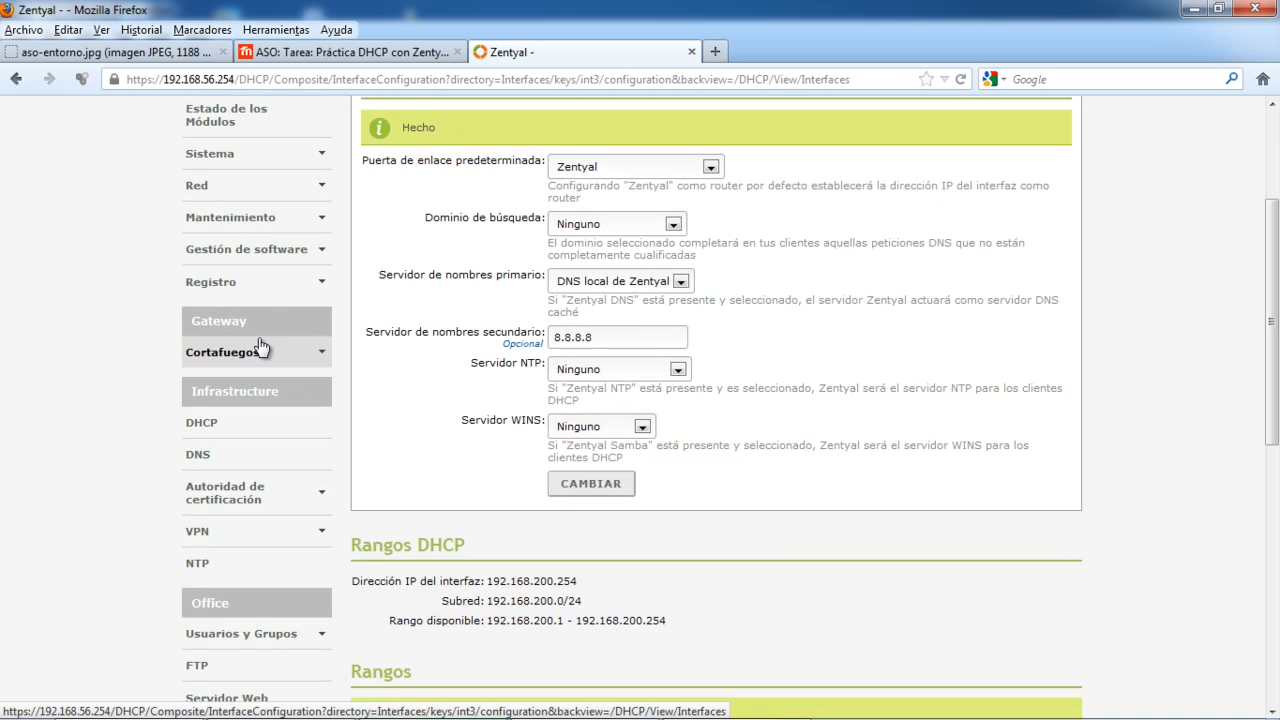 Zentyal - - Mozilla Firefox
Archivo Editar Ver Historial Marcadores Herramientas Ayuda
aso-entorno.jpg (imagen JPEG, 1188 ... ASO: Tarea: Práctica DHCP con Zenty... Zentyal -
https://192.168.56.254/DHCP/Composite/InterfaceConfiguration?directory=Interfaces/keys/int3/configuration&backview=/DHCP/View/Interfaces Google
Estado de los
Módulos
Sistema
Red
Mantenimiento
Gestión de software
Registro
Gateway
Cortafuegos
Infrastructure
DHCP
DNS
Autoridad de
certificación
VPN
NTP
Office
Usuarios y Grupos
FTP
Servidor Web
Hecho
Puerta de enlace predeterminada: Zentyal
Configurando "Zentyal" como router por defecto establecerá la dirección IP del interfaz como
router
Dominio de búsqueda: Ninguno
El dominio seleccionado completará en tus clientes aquellas peticiones DNS que no están
completamente cualificadas
Servidor de nombres primario: DNS local de Zentyal
Si "Zentyal DNS" está presente y seleccionado, el servidor Zentyal actuará como servidor DNS
caché
Servidor de nombres secundario: 8.8.8.8
Opcional
Servidor NTP: Ninguno
Si "Zentyal NTP" está presente y es seleccionado, Zentyal será el servidor NTP para los clientes
DHCP
Servidor WINS: Ninguno
Si "Zentyal Samba" está presente y seleccionado, Zentyal será el servidor WINS para los
clientes DHCP
CAMBIAR
Rangos DHCP
Dirección IP del interfaz: 192.168.200.254
Subred: 192.168.200.0/24
Rango disponible: 192.168.200.1 - 192.168.200.254
Rangos
https://192.168.56.254/DHCP/Composite/InterfaceConfiguration?directory=Interfaces/keys/int3/configuration&backview=/DHCP/View/Interfaces